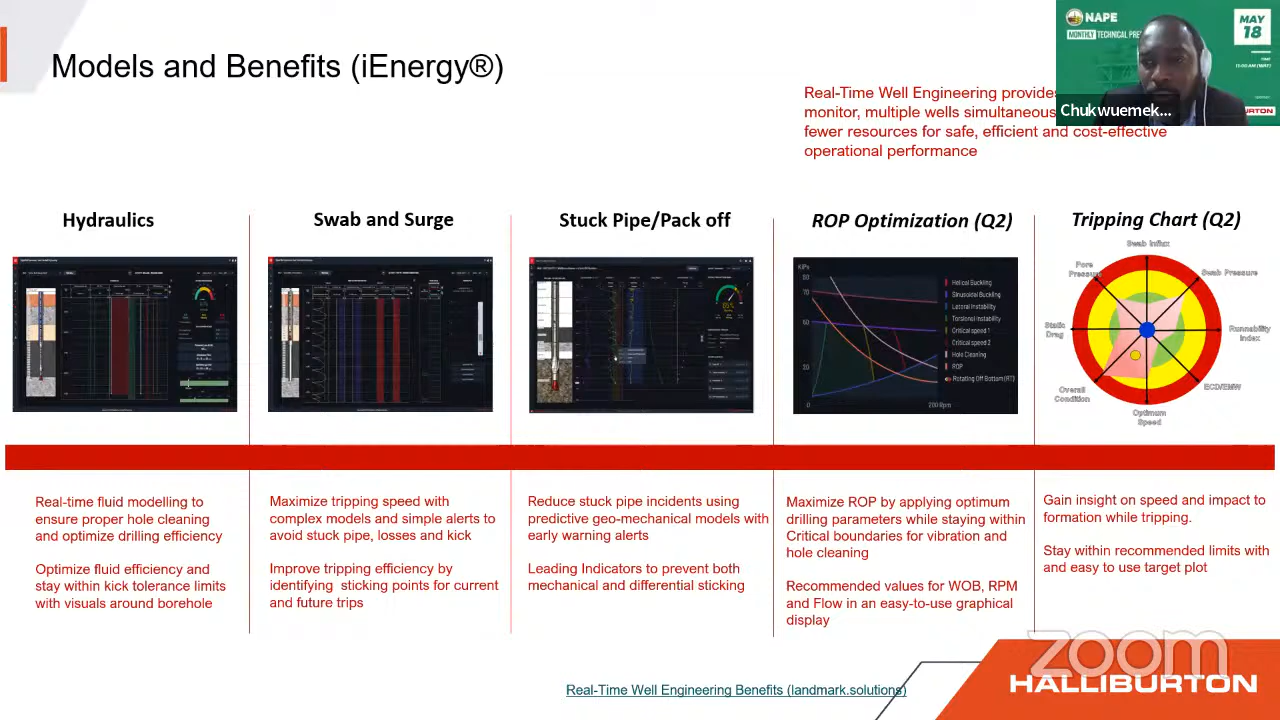 Models and Benefits (iEnergy®)
NAPE
MONTHLY TECHNICAL
MAY
18
Chukwuemek...
Real-Time Well Engineering provides
monitor, multiple wells simultaneous
fewer resources for safe, efficient and cost-effective
operational performance
Hydraulics
Swab and Surge
Stuck Pipe/Pack off
ROP Optimization (Q2)
Tripping Chart (Q2)
KIPs
80
60
30
0
200 Rpm
Helical Buckling
Sinusoidal Buckling
Lateral Instability
Torsional Instability
Critical speed 1
Critical speed 2
Hole Cleaning
ROP
Rotating Off Bottom(RT)
Swab Influx
Pore
Pressure
Swab Pressure
Static
Drag
Runnability
Index
Overall
Condition
ECD/EMW
Optimum
Speed
Real-time fluid modelling to
ensure proper hole cleaning
and optimize drilling efficiency
Optimize fluid efficiency and
stay within kick tolerance limits
with visuals around borehole
Maximize tripping speed with
complex models and simple alerts to
avoid stuck pipe, losses and kick
Improve tripping efficiency by
identifying sticking points for current
and future trips
Reduce stuck pipe incidents using
predictive geo-mechanical models with
early warning alerts
Leading Indicators to prevent both
mechanical and differential sticking
Maximize ROP by applying optimum
drilling parameters while staying within
Critical boundaries for vibration and
hole cleaning
Recommended values for WOB, RPM
and Flow in an easy-to-use graphical
display
Gain insight on speed and impact to
formation while tripping.
Stay within recommended limits with
and easy to use target plot
Real-Time Well Engineering Benefits (landmark.solutions)
zoom
HALLIBURTON